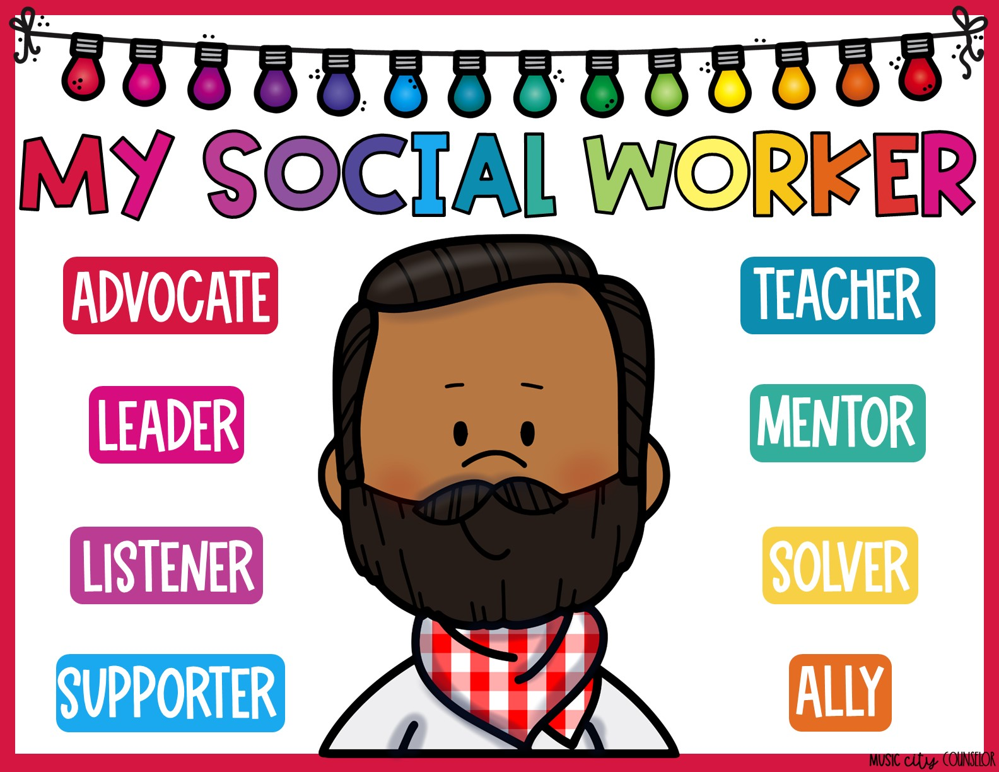 MY SOCIAL WORKER
ADVOCATE
TEACHER
LEADER
MENTOR
LISTENER
SOLVER
SUPPORTER
ALLY
MUSIC city COUNSELOR